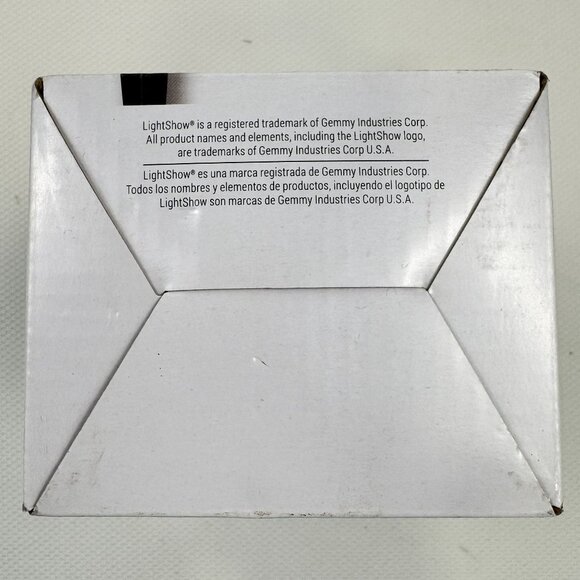 LightShow® is a registered trademark of Gemmy Industries Corp.
All product names and elements, including the LightShow logo,
are trademarks of Gemmy Industries Corp U.S.A.
LightShow® es una marca registrada de Gemmy Industries Corp.
Todos los nombres y elementos de productos, incluyendo el logotipo de
LightShow son marcas de Gemmy Industries Corp U.S.A.